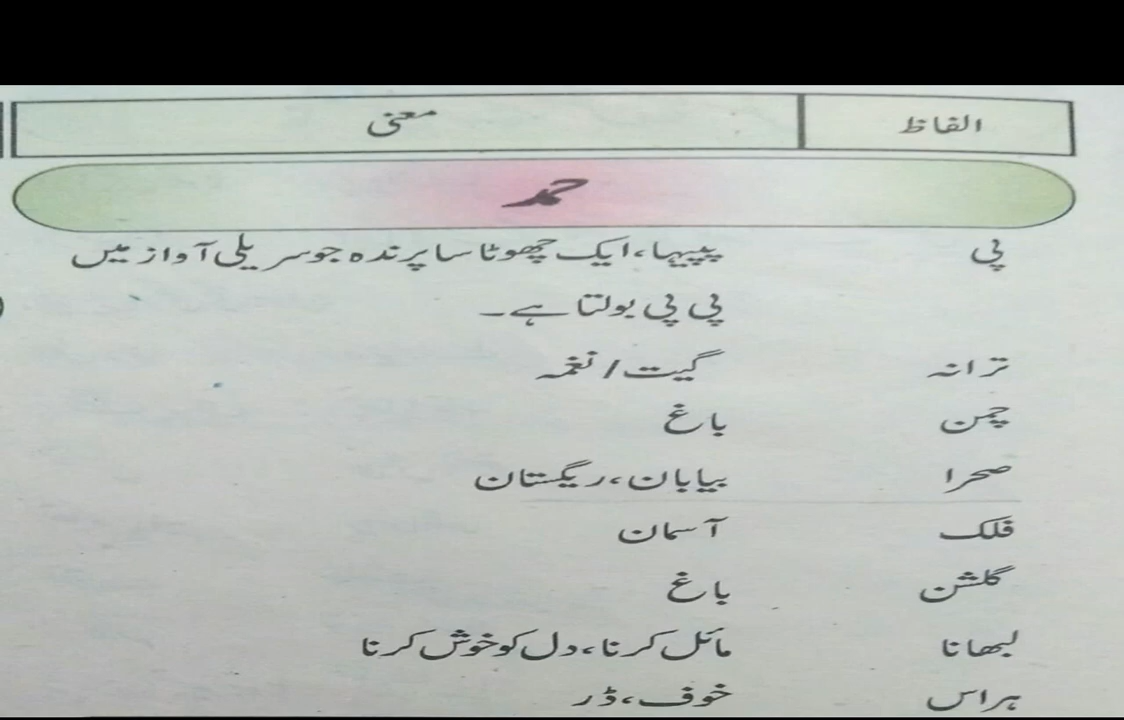 الفاظ معنی
حمد
پی پپیہا، ایک چھوٹا سا پرندہ جو سریلی آواز میں
پی پی بولتا ہے۔
ترانہ گیت / نغمہ
چمن باغ
صحرا بیابان، ریگستان
فلک آسمان
گلشن باغ
لبھانا مائل کرنا، دل کو خوش کرنا
ہراس خوف، ڈر